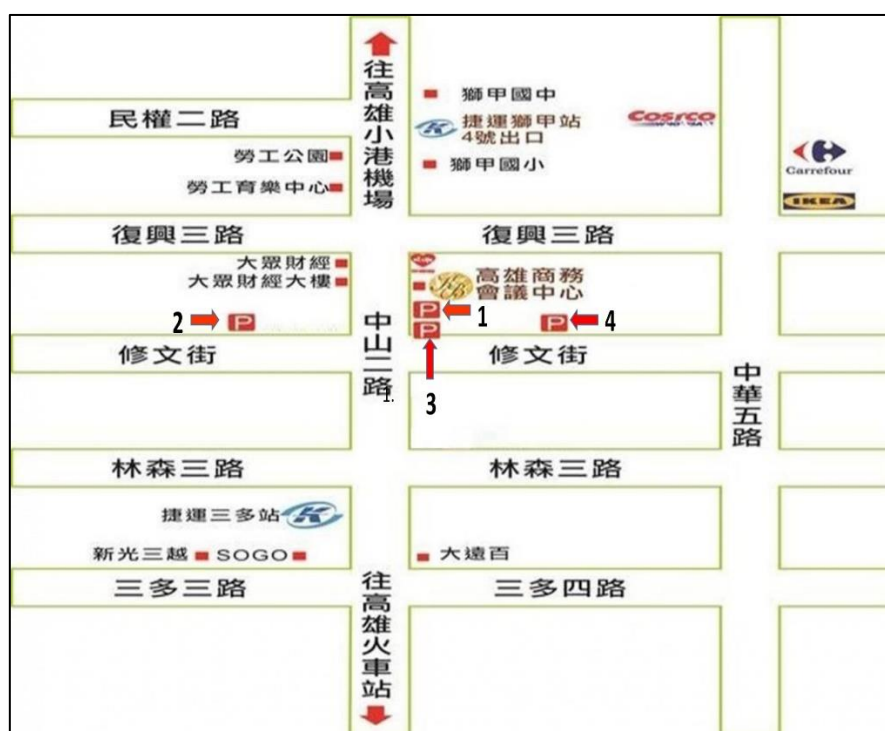 往高雄小港機場
獅甲國中
民權二路
捷運獅甲站
4號出口
COSTCO
勞工公園
獅甲國小
Carrefour
勞工育樂中心
IKEA
復興三路
復興三路
大眾財經
大眾財經大樓
高雄商務
會議中心
P
1
2
P
P
P
4
中山二路
修文街
修文街
1.
3
中華五路
林森三路
林森三路
捷運三多站
新光三越
SOGO
大遠百
三多三路
往高雄火車站
三多四路